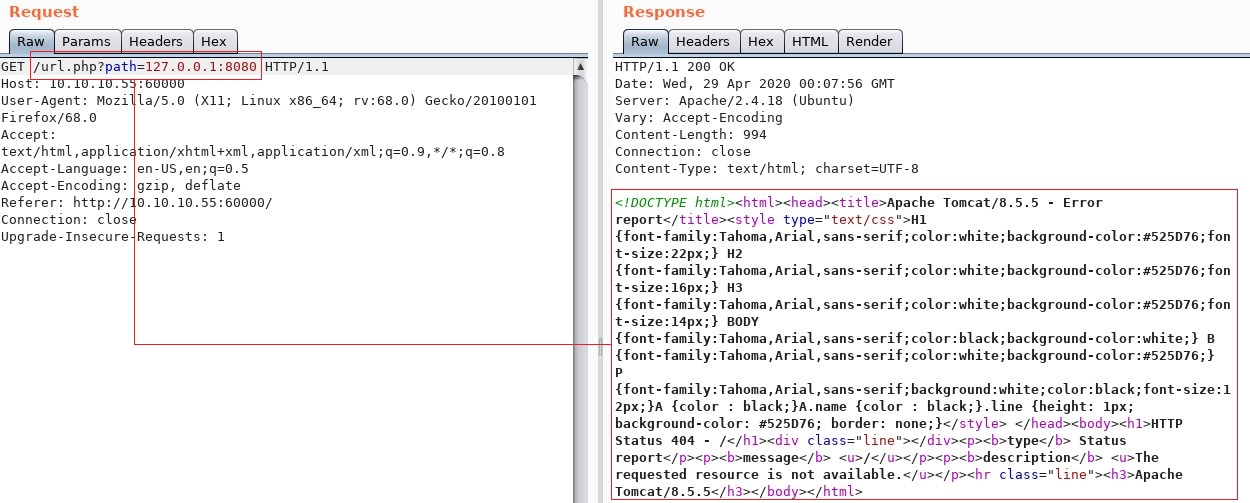 Request
Raw Params Headers Hex
GET /url.php?path=127.0.0.1:8080 HTTP/1.1
Host: 10.10.10.55:60000
User-Agent: Mozilla/5.0 (X11; Linux x86_64; rv:68.0) Gecko/20100101
Firefox/68.0
Accept:
text/html,application/xhtml+xml,application/xml;q=0.9,*/*;q=0.8
Accept-Language: en-US,en;q=0.5
Accept-Encoding: gzip, deflate
Referer: http://10.10.10.55:60000/
Connection: close
Upgrade-Insecure-Requests: 1
Response
Raw Headers Hex HTML Render
HTTP/1.1 200 OK
Date: Wed, 29 Apr 2020 00:07:56 GMT
Server: Apache/2.4.18 (Ubuntu)
Vary: Accept-Encoding
Content-Length: 994
Connection: close
Content-Type: text/html; charset=UTF-8
<!DOCTYPE html><html><head><title>Apache Tomcat/8.5.5 - Error
report</title><style type="text/css">H1
{font-family:Tahoma,Arial,sans-serif;color:white;background-color:#525D76;fon
t-size:22px;} H2
{font-family:Tahoma,Arial,sans-serif;color:white;background-color:#525D76;fon
t-size:16px;} H3
{font-family:Tahoma,Arial,sans-serif;color:white;background-color:#525D76;fon
t-size:14px;} BODY
{font-family:Tahoma,Arial,sans-serif;color:black;background-color:white;} B
{font-family:Tahoma,Arial,sans-serif;color:white;background-color:#525D76;}
P
{font-family:Tahoma,Arial,sans-serif;background:white;color:black;font-size:1
2px;}A {color : black;}A.name {color : black;}.line {height: 1px;
background-color: #525D76; border: none;}</style> </head><body><h1>HTTP
Status 404 - /</h1><div class="line"></div><p><b>type</b> Status
report</p><p><b>message</b> <u>/</u></p><p><b>description</b> <u>The
requested resource is not available.</u></p><hr class="line"><h3>Apache
Tomcat/8.5.5</h3></body></html>